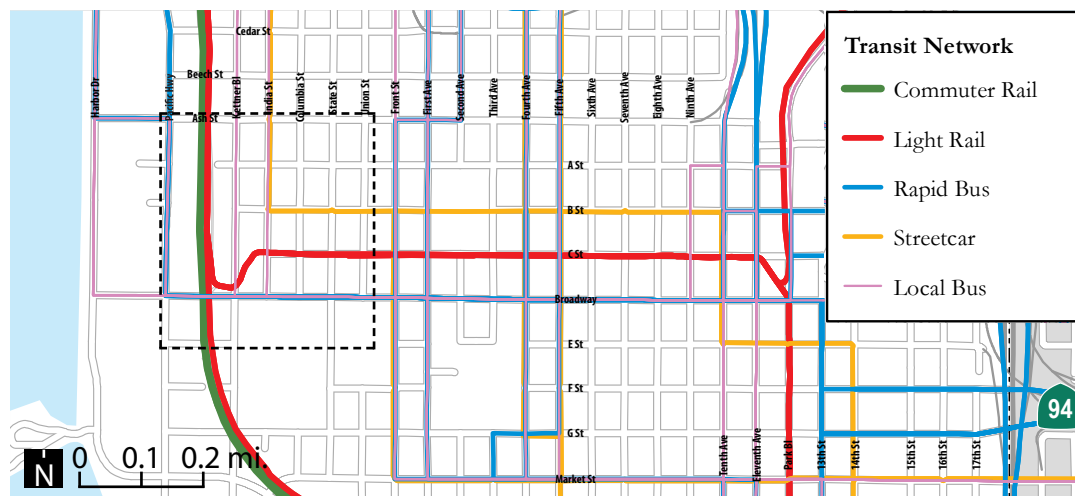 Cedar St
Beech St
Harbor Dr
Pacific Hwy
Ash St
Kettner Bl
India St
Columbia St
State St
Union St
Front St
First Ave
Second Ave
Third Ave
Fourth Ave
Fifth Ave
Sixth Ave
Seventh Ave
Eighth Ave
Ninth Ave
A St
B St
C St
Broadway
E St
F St
G St
Market St
Tenth Ave
Eleventh Ave
Park Bl
13th St
14th St
15th St
16th St
17th St
94
Transit Network
Commuter Rail
Light Rail
Rapid Bus
Streetcar
Local Bus
N
0 0.1 0.2 mi.